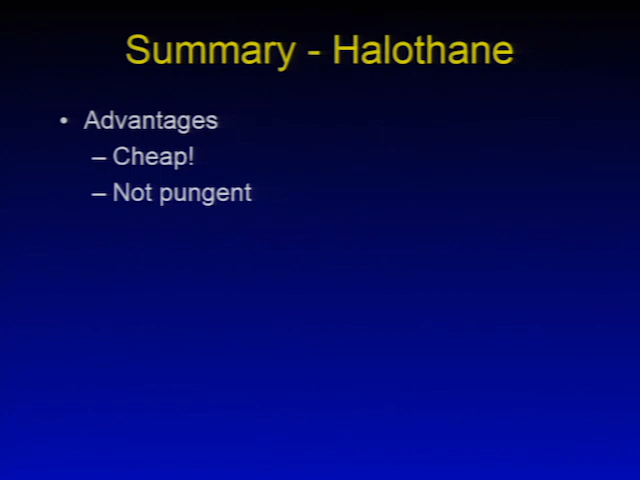 Summary - Halothane
• Advantages
– Cheap!
– Not pungent